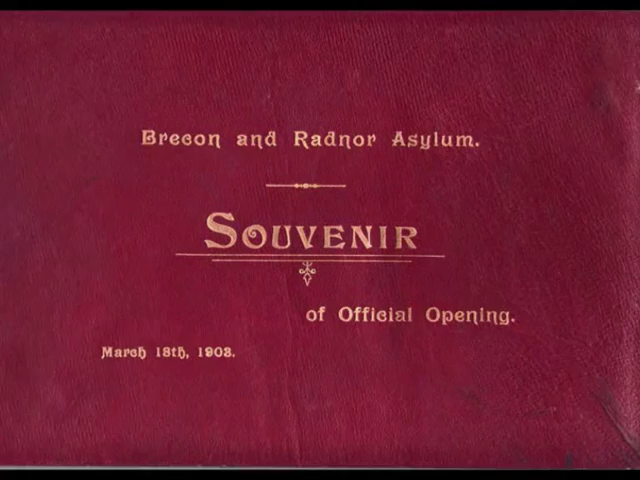 Brecon and Radnor Asylum.
SOUVENIR
of Official Opening.
March 18th, 1903.